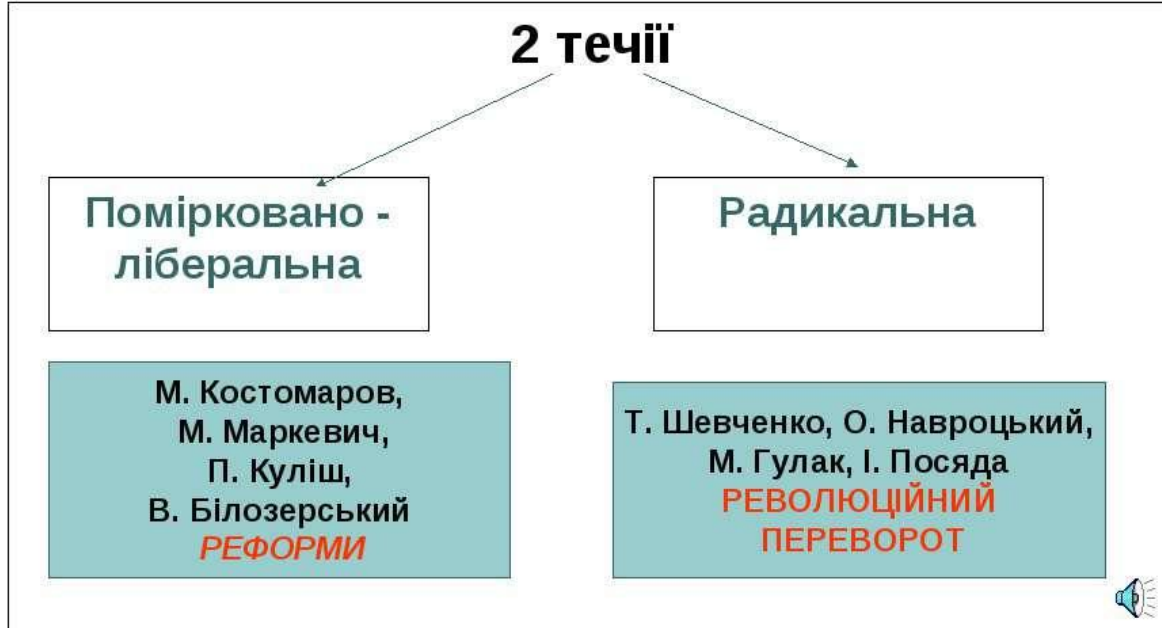 2 течії
Помірковано -
ліберальна
Радикальна
М. Костомаров,
М. Маркевич,
П. Куліш,
В. Білозерський
РЕФОРМИ
Т. Шевченко, О. Навроцький,
М. Гулак, І. Посяда
РЕВОЛЮЦІЙНИЙ
ПЕРЕВОРОТ